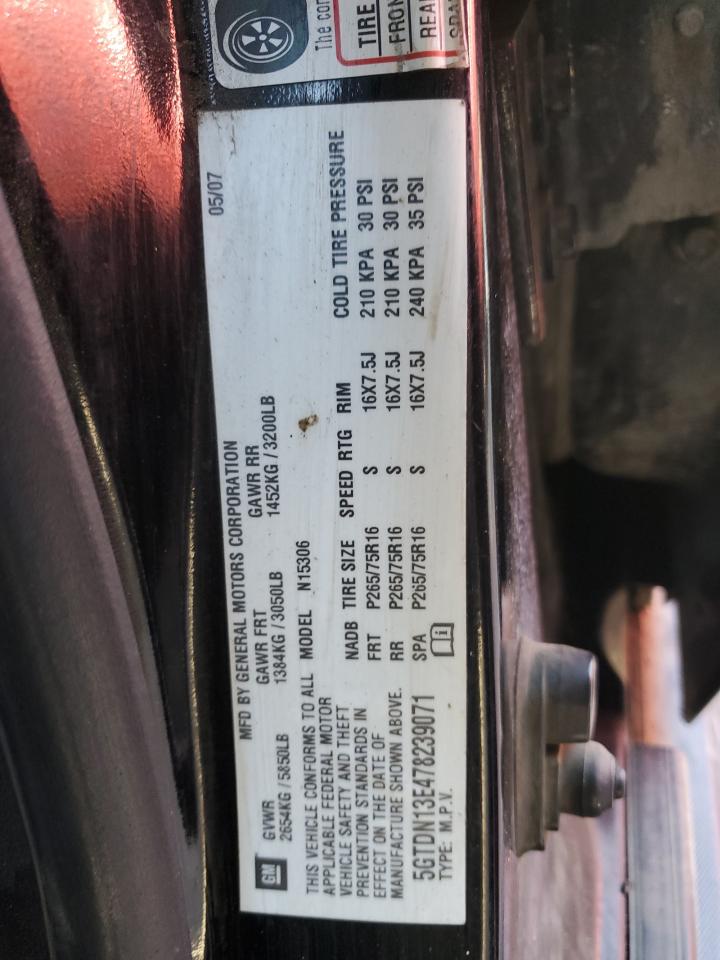 MFD BY GENERAL MOTORS CORPORATION 05/07
GM
GVWR GAWR FRT GAWR RR
2654KG / 5850LB 1384KG / 3050LB 1452KG / 3200LB
THIS VEHICLE CONFORMS TO ALL
APPLICABLE FEDERAL MOTOR
VEHICLE SAFETY AND THEFT
PREVENTION STANDARDS IN
EFFECT ON THE DATE OF
MANUFACTURE SHOWN ABOVE.
5GTDN13E478239071
TYPE: M.P.V.
MODEL N15306
NADB TIRE SIZE SPEED RTG RIM COLD TIRE PRESSURE
FRT P265/75R16 S 16X7.5J 210 KPA 30 PSI
RR P265/75R16 S 16X7.5J 210 KPA 30 PSI
SPA P265/75R16 S 16X7.5J 240 KPA 35 PSI
The
TIRE